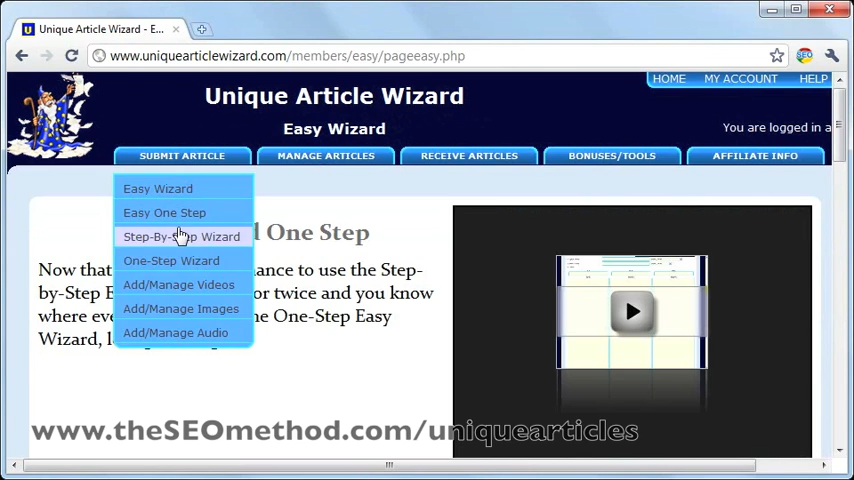 Unique Article Wizard - E...
www.uniquearticlewizard.com/members/easy/pageeasy.php
SEO
HOME MY ACCOUNT HELP
Unique Article Wizard
Easy Wizard
You are logged in a
SUBMIT ARTICLE MANAGE ARTICLES RECEIVE ARTICLES BONUSES/TOOLS AFFILIATE INFO
Easy Wizard
Easy One Step
Step-By-Step Wizard
One-Step Wizard
Add/Manage Videos
Add/Manage Images
Add/Manage Audio
d One Step
Now that ance to use the Step-
by-Step E or twice and you know
where eve e One-Step Easy
Wizard, l
www.theSEOmethod.com/uniquearticles